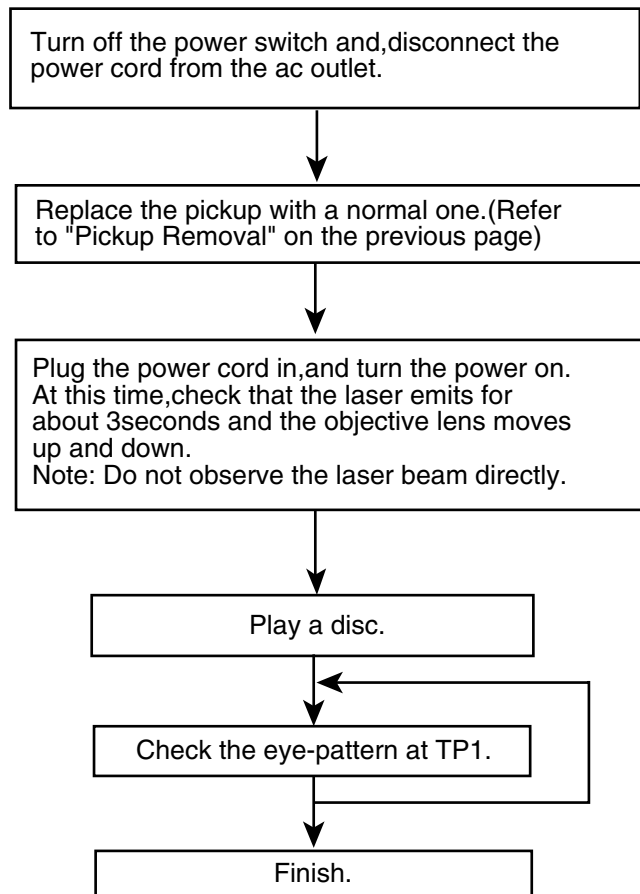 Turn off the power switch and,disconnect the
power cord from the ac outlet.
Replace the pickup with a normal one.(Refer
to "Pickup Removal" on the previous page)
Plug the power cord in,and turn the power on.
At this time,check that the laser emits for
about 3seconds and the objective lens moves
up and down.
Note: Do not observe the laser beam directly.
Play a disc.
Check the eye-pattern at TP1.
Finish.